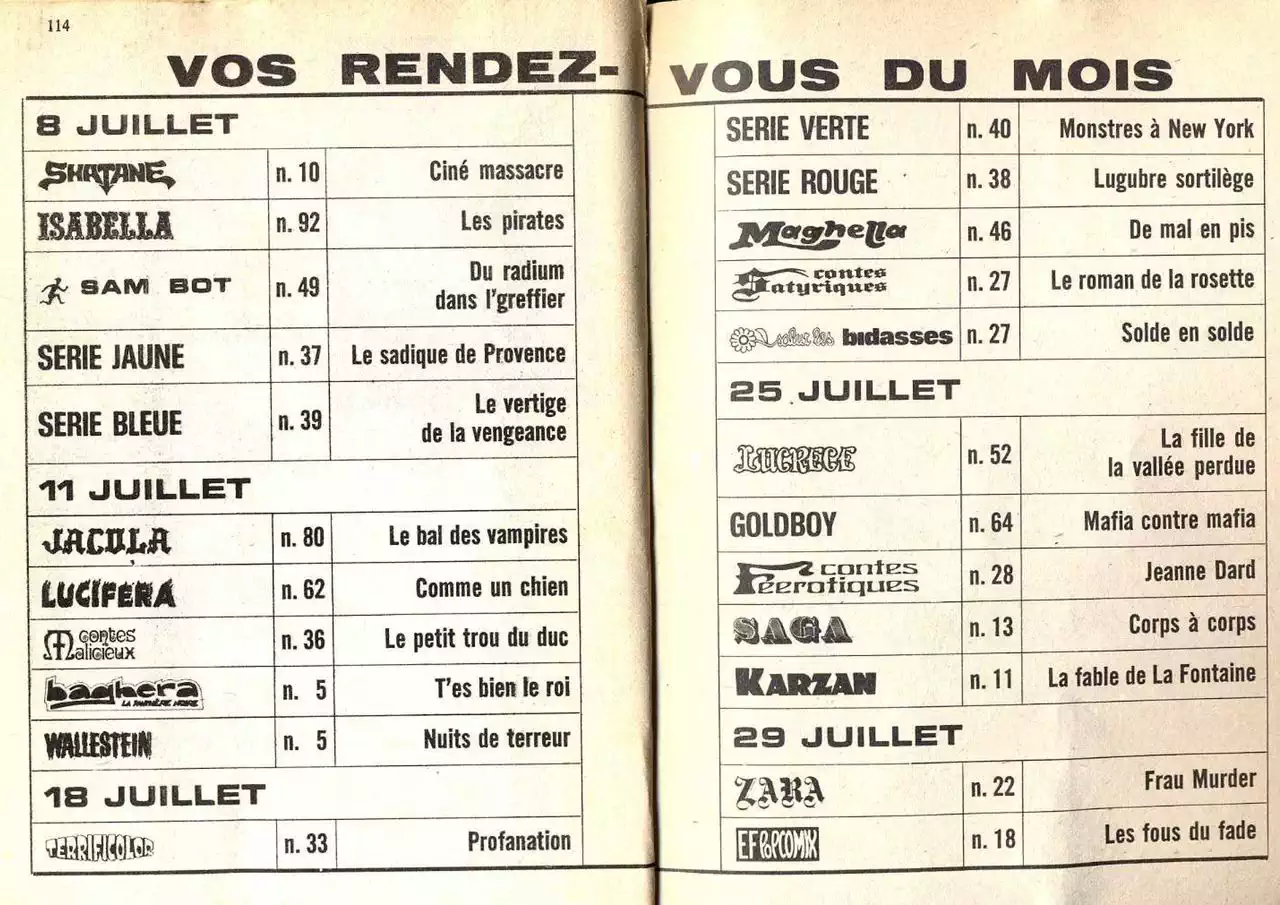 114
VOS RENDEZ-VOUS DU MOIS
8 JUILLET
SHATANE n. 10 Ciné massacre
ISABELLA n. 92 Les pirates
SAM BOT n. 49 Du radium
dans l'greffier
SERIE JAUNE n. 37 Le sadique de Provence
SERIE BLEUE n. 39 Le vertige
de la vengeance
11 JUILLET
JACULA n. 80 Le bal des vampires
LUCIFERA n. 62 Comme un chien
contes
Malicieux n. 36 Le petit trou du duc
baghera
LA PANTHÈRE NOIRE n. 5 T'es bien le roi
WALLESTEIN n. 5 Nuits de terreur
18 JUILLET
TERRIFICOLOR n. 33 Profanation
SERIE VERTE n. 40 Monstres à New York
SERIE ROUGE n. 38 Lugubre sortilège
Maghella n. 46 De mal en pis
contes
Satyriques n. 27 Le roman de la rosette
bidasses n. 27 Solde en solde
25 JUILLET
LUCRECE n. 52 La fille de
la vallée perdue
GOLDBOY n. 64 Mafia contre mafia
contes
Féerotiques n. 28 Jeanne Dard
SAGA n. 13 Corps à corps
KARZAN n. 11 La fable de La Fontaine
29 JUILLET
ZARA n. 22 Frau Murder
EF POPCOMIX n. 18 Les fous du fade